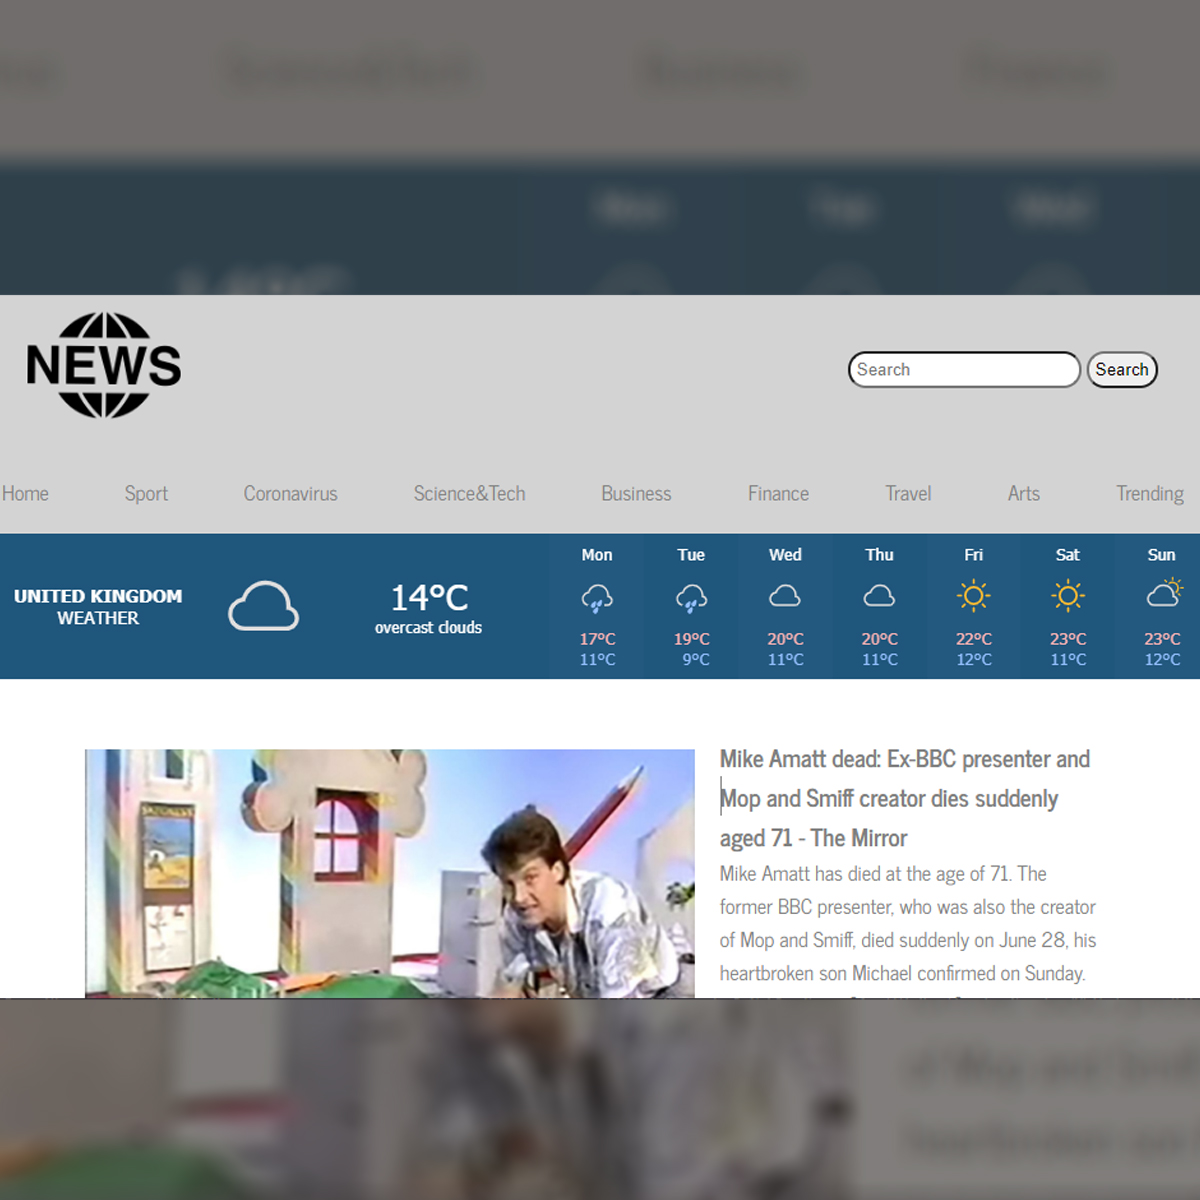 NEWS
Search Search
Home Sport Coronavirus Science&Tech Business Finance Travel Arts Trending
Mon Tue Wed Thu Fri Sat Sun
UNITED KINGDOM
WEATHER
14°C
overcast clouds
17°C 19°C 20°C 20°C 22°C 23°C 23°C
11°C 9°C 11°C 11°C 12°C 11°C 12°C
Mike Amatt dead: Ex-BBC presenter and
Mop and Smiff creator dies suddenly
aged 71 - The Mirror
Mike Amatt has died at the age of 71. The
former BBC presenter, who was also the creator
of Mop and Smiff, died suddenly on June 28, his
heartbroken son Michael confirmed on Sunday.